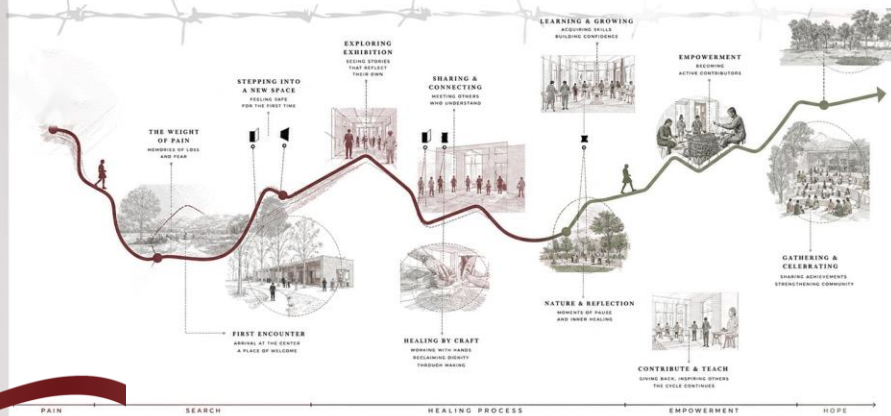 LEARNING & GROWING
ACQUIRING SKILLS
BUILDING CONFIDENCE
EXPLORING
EXHIBITION
SEEING STORIES
THAT REFLECT
THEIR OWN
EMPOWERMENT
BECOMING
ACTIVE CONTRIBUTORS
STEPPING INTO
A NEW SPACE
FEELING SAFE
FOR THE FIRST TIME
SHARING &
CONNECTING
MEETING OTHERS
WHO UNDERSTAND
THE WEIGHT
OF PAIN
MEMORIES OF LOSS
AND FEAR
GATHERING &
CELEBRATING
SHARING ACHIEVEMENTS
STRENGTHENING COMMUNITY
NATURE & REFLECTION
MOMENTS OF PAUSE
AND INNER HEALING
FIRST ENCOUNTER
ARRIVAL AT THE CENTER
A PLACE OF WELCOME
HEALING BY CRAFT
WORKING WITH HANDS
RECLAIMING DIGNITY
THROUGH MAKING
CONTRIBUTE & TEACH
GIVING BACK, INSPIRING OTHERS
THE CYCLE CONTINUES
PAIN
SEARCH
HEALING PROCESS
EMPOWERMENT
HOPE